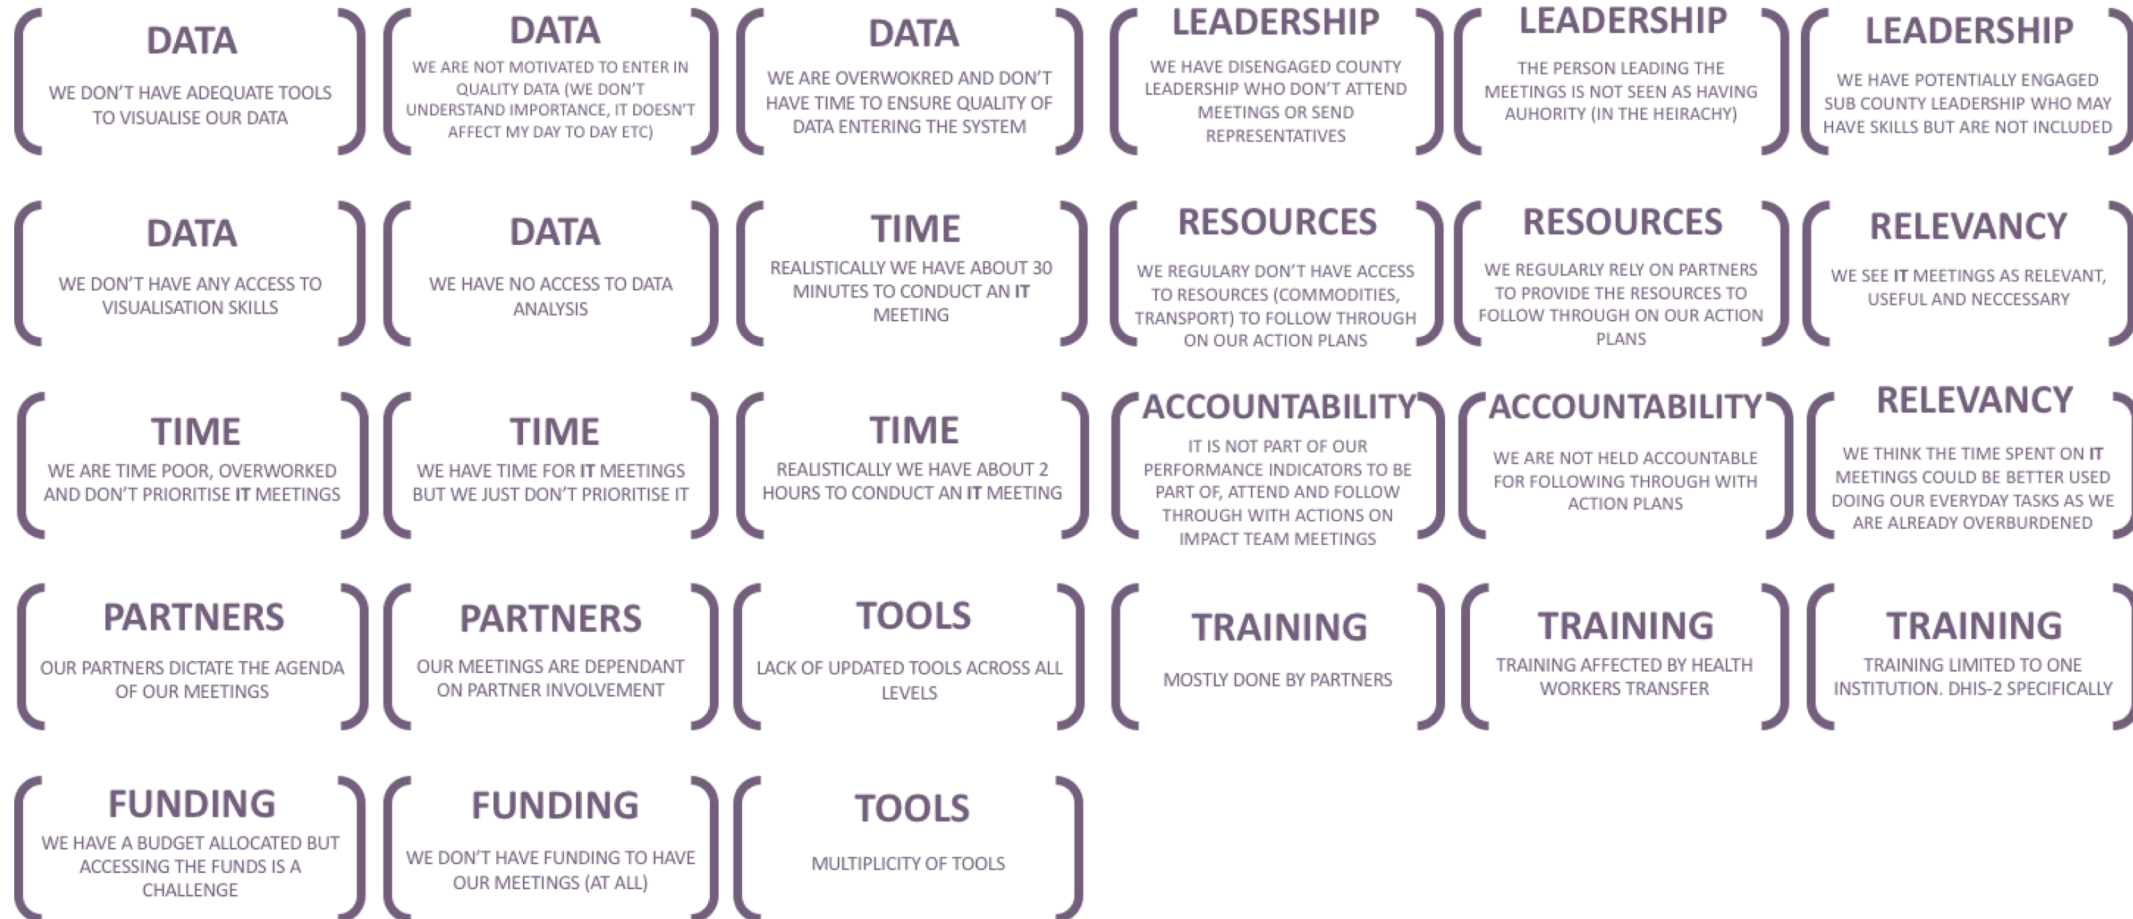 DATA
WE DON'T HAVE ADEQUATE TOOLS
TO VISUALISE OUR DATA
DATA
WE ARE NOT MOTIVATED TO ENTER IN
QUALITY DATA (WE DON'T
UNDERSTAND IMPORTANCE, IT DOESN'T
AFFECT MY DAY TO DAY ETC)
DATA
WE ARE OVERWOKRED AND DON'T
HAVE TIME TO ENSURE QUALITY OF
DATA ENTERING THE SYSTEM
LEADERSHIP
WE HAVE DISENGAGED COUNTY
LEADERSHIP WHO DON'T ATTEND
MEETINGS OR SEND
REPRESENTATIVES
LEADERSHIP
THE PERSON LEADING THE
MEETINGS IS NOT SEEN AS HAVING
AUHORITY (IN THE HEIRACHY)
LEADERSHIP
WE HAVE POTENTIALLY ENGAGED
SUB COUNTY LEADERSHIP WHO MAY
HAVE SKILLS BUT ARE NOT INCLUDED
DATA
WE DON'T HAVE ANY ACCESS TO
VISUALISATION SKILLS
DATA
WE HAVE NO ACCESS TO DATA
ANALYSIS
TIME
REALISTICALLY WE HAVE ABOUT 30
MINUTES TO CONDUCT AN IT
MEETING
RESOURCES
WE REGULARY DON'T HAVE ACCESS
TO RESOURCES (COMMODITIES,
TRANSPORT) TO FOLLOW THROUGH
ON OUR ACTION PLANS
RESOURCES
WE REGULARLY RELY ON PARTNERS
TO PROVIDE THE RESOURCES TO
FOLLOW THROUGH ON OUR ACTION
PLANS
RELEVANCY
WE SEE IT MEETINGS AS RELEVANT,
USEFUL AND NECCESSARY
TIME
WE ARE TIME POOR, OVERWORKED
AND DON'T PRIORITISE IT MEETINGS
TIME
WE HAVE TIME FOR IT MEETINGS
BUT WE JUST DON'T PRIORITISE IT
TIME
REALISTICALLY WE HAVE ABOUT 2
HOURS TO CONDUCT AN IT MEETING
ACCOUNTABILITY
IT IS NOT PART OF OUR
PERFORMANCE INDICATORS TO BE
PART OF, ATTEND AND FOLLOW
THROUGH WITH ACTIONS ON
IMPACT TEAM MEETINGS
ACCOUNTABILITY
WE ARE NOT HELD ACCOUNTABLE
FOR FOLLOWING THROUGH WITH
ACTION PLANS
RELEVANCY
WE THINK THE TIME SPENT ON IT
MEETINGS COULD BE BETTER USED
DOING OUR EVERYDAY TASKS AS WE
ARE ALREADY OVERBURDENED
PARTNERS
OUR PARTNERS DICTATE THE AGENDA
OF OUR MEETINGS
PARTNERS
OUR MEETINGS ARE DEPENDANT
ON PARTNER INVOLVEMENT
TOOLS
LACK OF UPDATED TOOLS ACROSS ALL
LEVELS
TRAINING
MOSTLY DONE BY PARTNERS
TRAINING
TRAINING AFFECTED BY HEALTH
WORKERS TRANSFER
TRAINING
TRAINING LIMITED TO ONE
INSTITUTION. DHIS-2 SPECIFICALLY
FUNDING
WE HAVE A BUDGET ALLOCATED BUT
ACCESSING THE FUNDS IS A
CHALLENGE
FUNDING
WE DON'T HAVE FUNDING TO HAVE
OUR MEETINGS (AT ALL)
TOOLS
MULTIPLICITY OF TOOLS